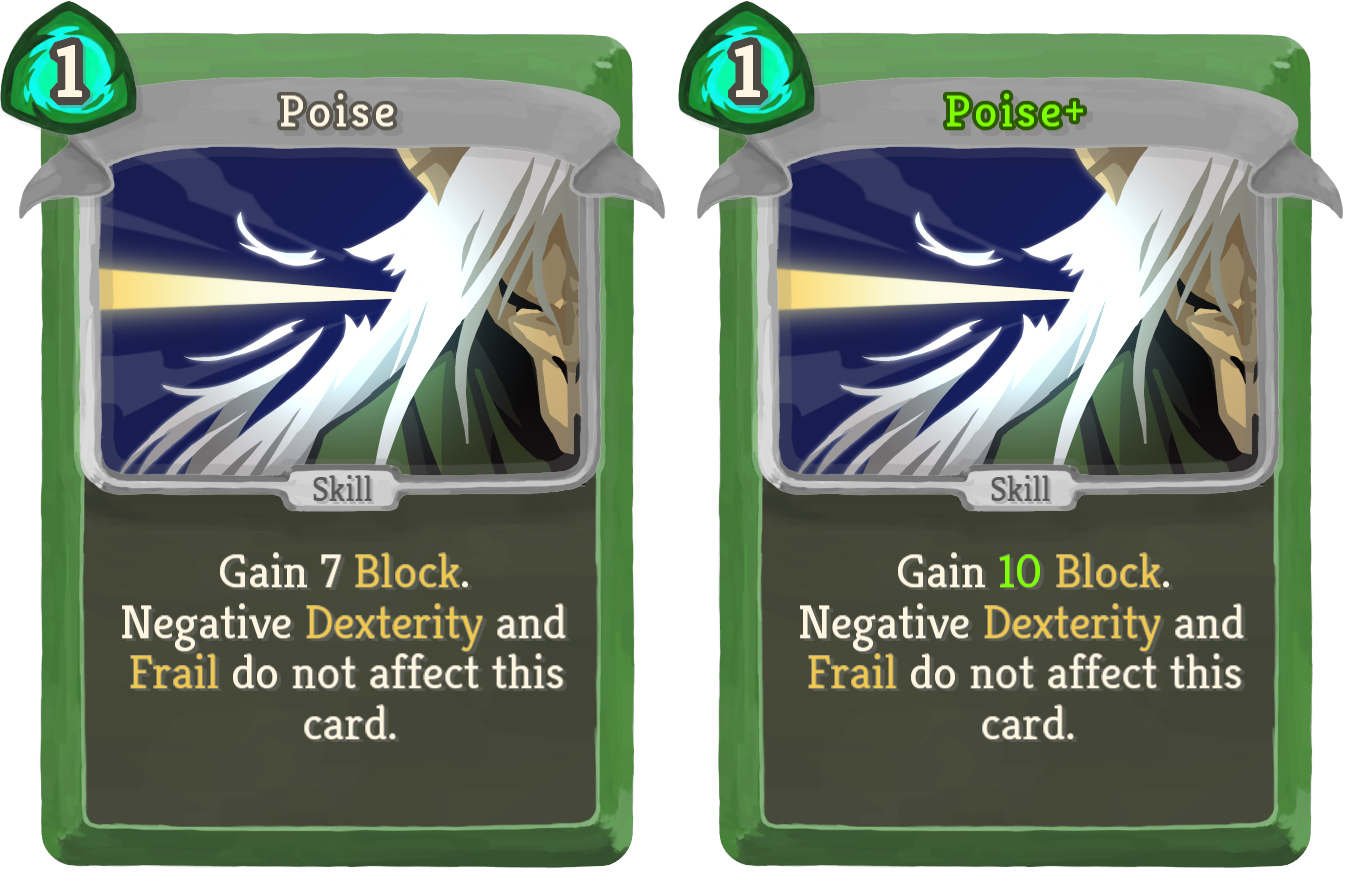 1
Poise
Skill
Gain 7 Block.
Negative Dexterity and
Frail do not affect this
card.
1
Poise+
Skill
Gain 10 Block.
Negative Dexterity and
Frail do not affect this
card.